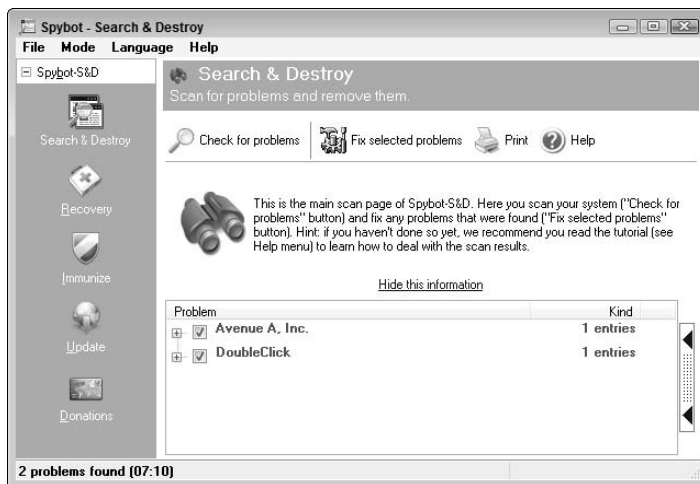 Spybot - Search & Destroy
File Mode Language Help
Spybot-S&D
Search & Destroy
Recovery
Immunize
Update
Donations
Search & Destroy
Scan for problems and remove them.
Check for problems Fix selected problems Print Help
This is the main scan page of Spybot-S&D. Here you scan your system ("Check for
problems" button) and fix any problems that were found ("Fix selected problems"
button). Hint: if you haven't done so yet, we recommend you read the tutorial (see
Help menu) to learn how to deal with the scan results.
Hide this information
Problem Kind
Avenue A, Inc. 1 entries
DoubleClick 1 entries
2 problems found (07:10)